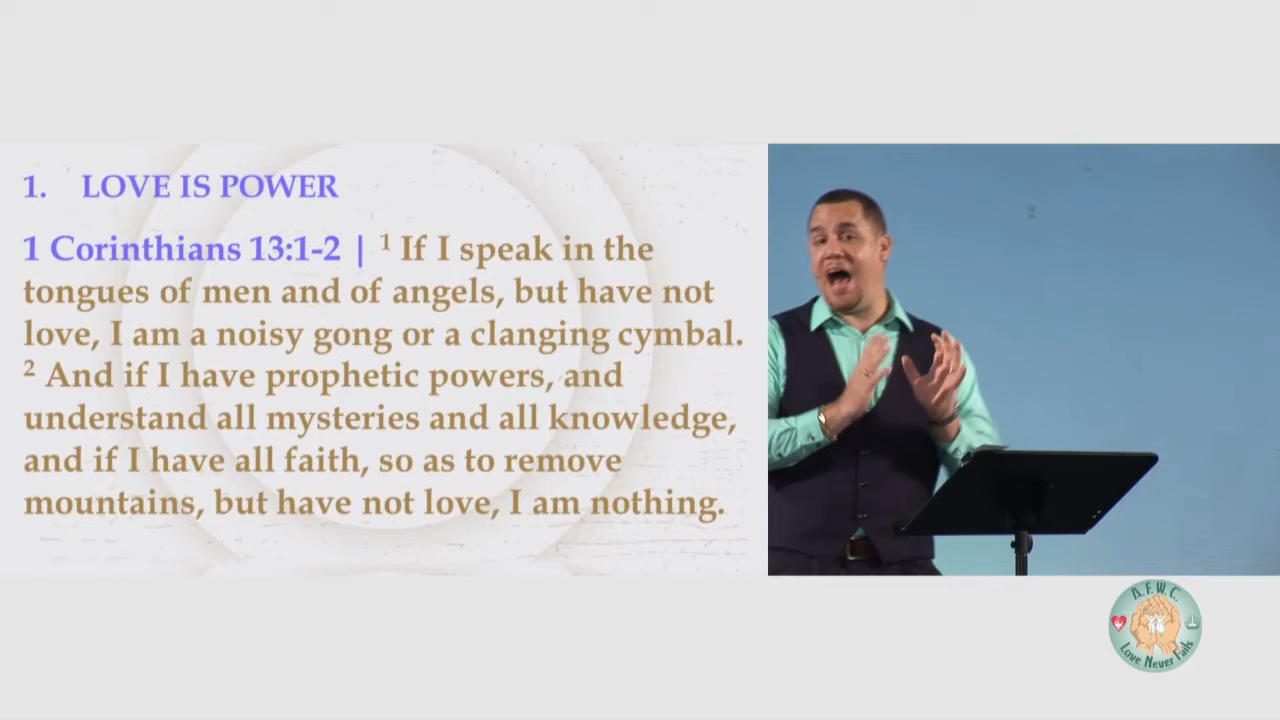 1. LOVE IS POWER
1 Corinthians 13:1-2 | ¹ If I speak in the
tongues of men and of angels, but have not
love, I am a noisy gong or a clanging cymbal.
² And if I have prophetic powers, and
understand all mysteries and all knowledge,
and if I have all faith, so as to remove
mountains, but have not love, I am nothing.
A.F.W.C.
Love Never Fails